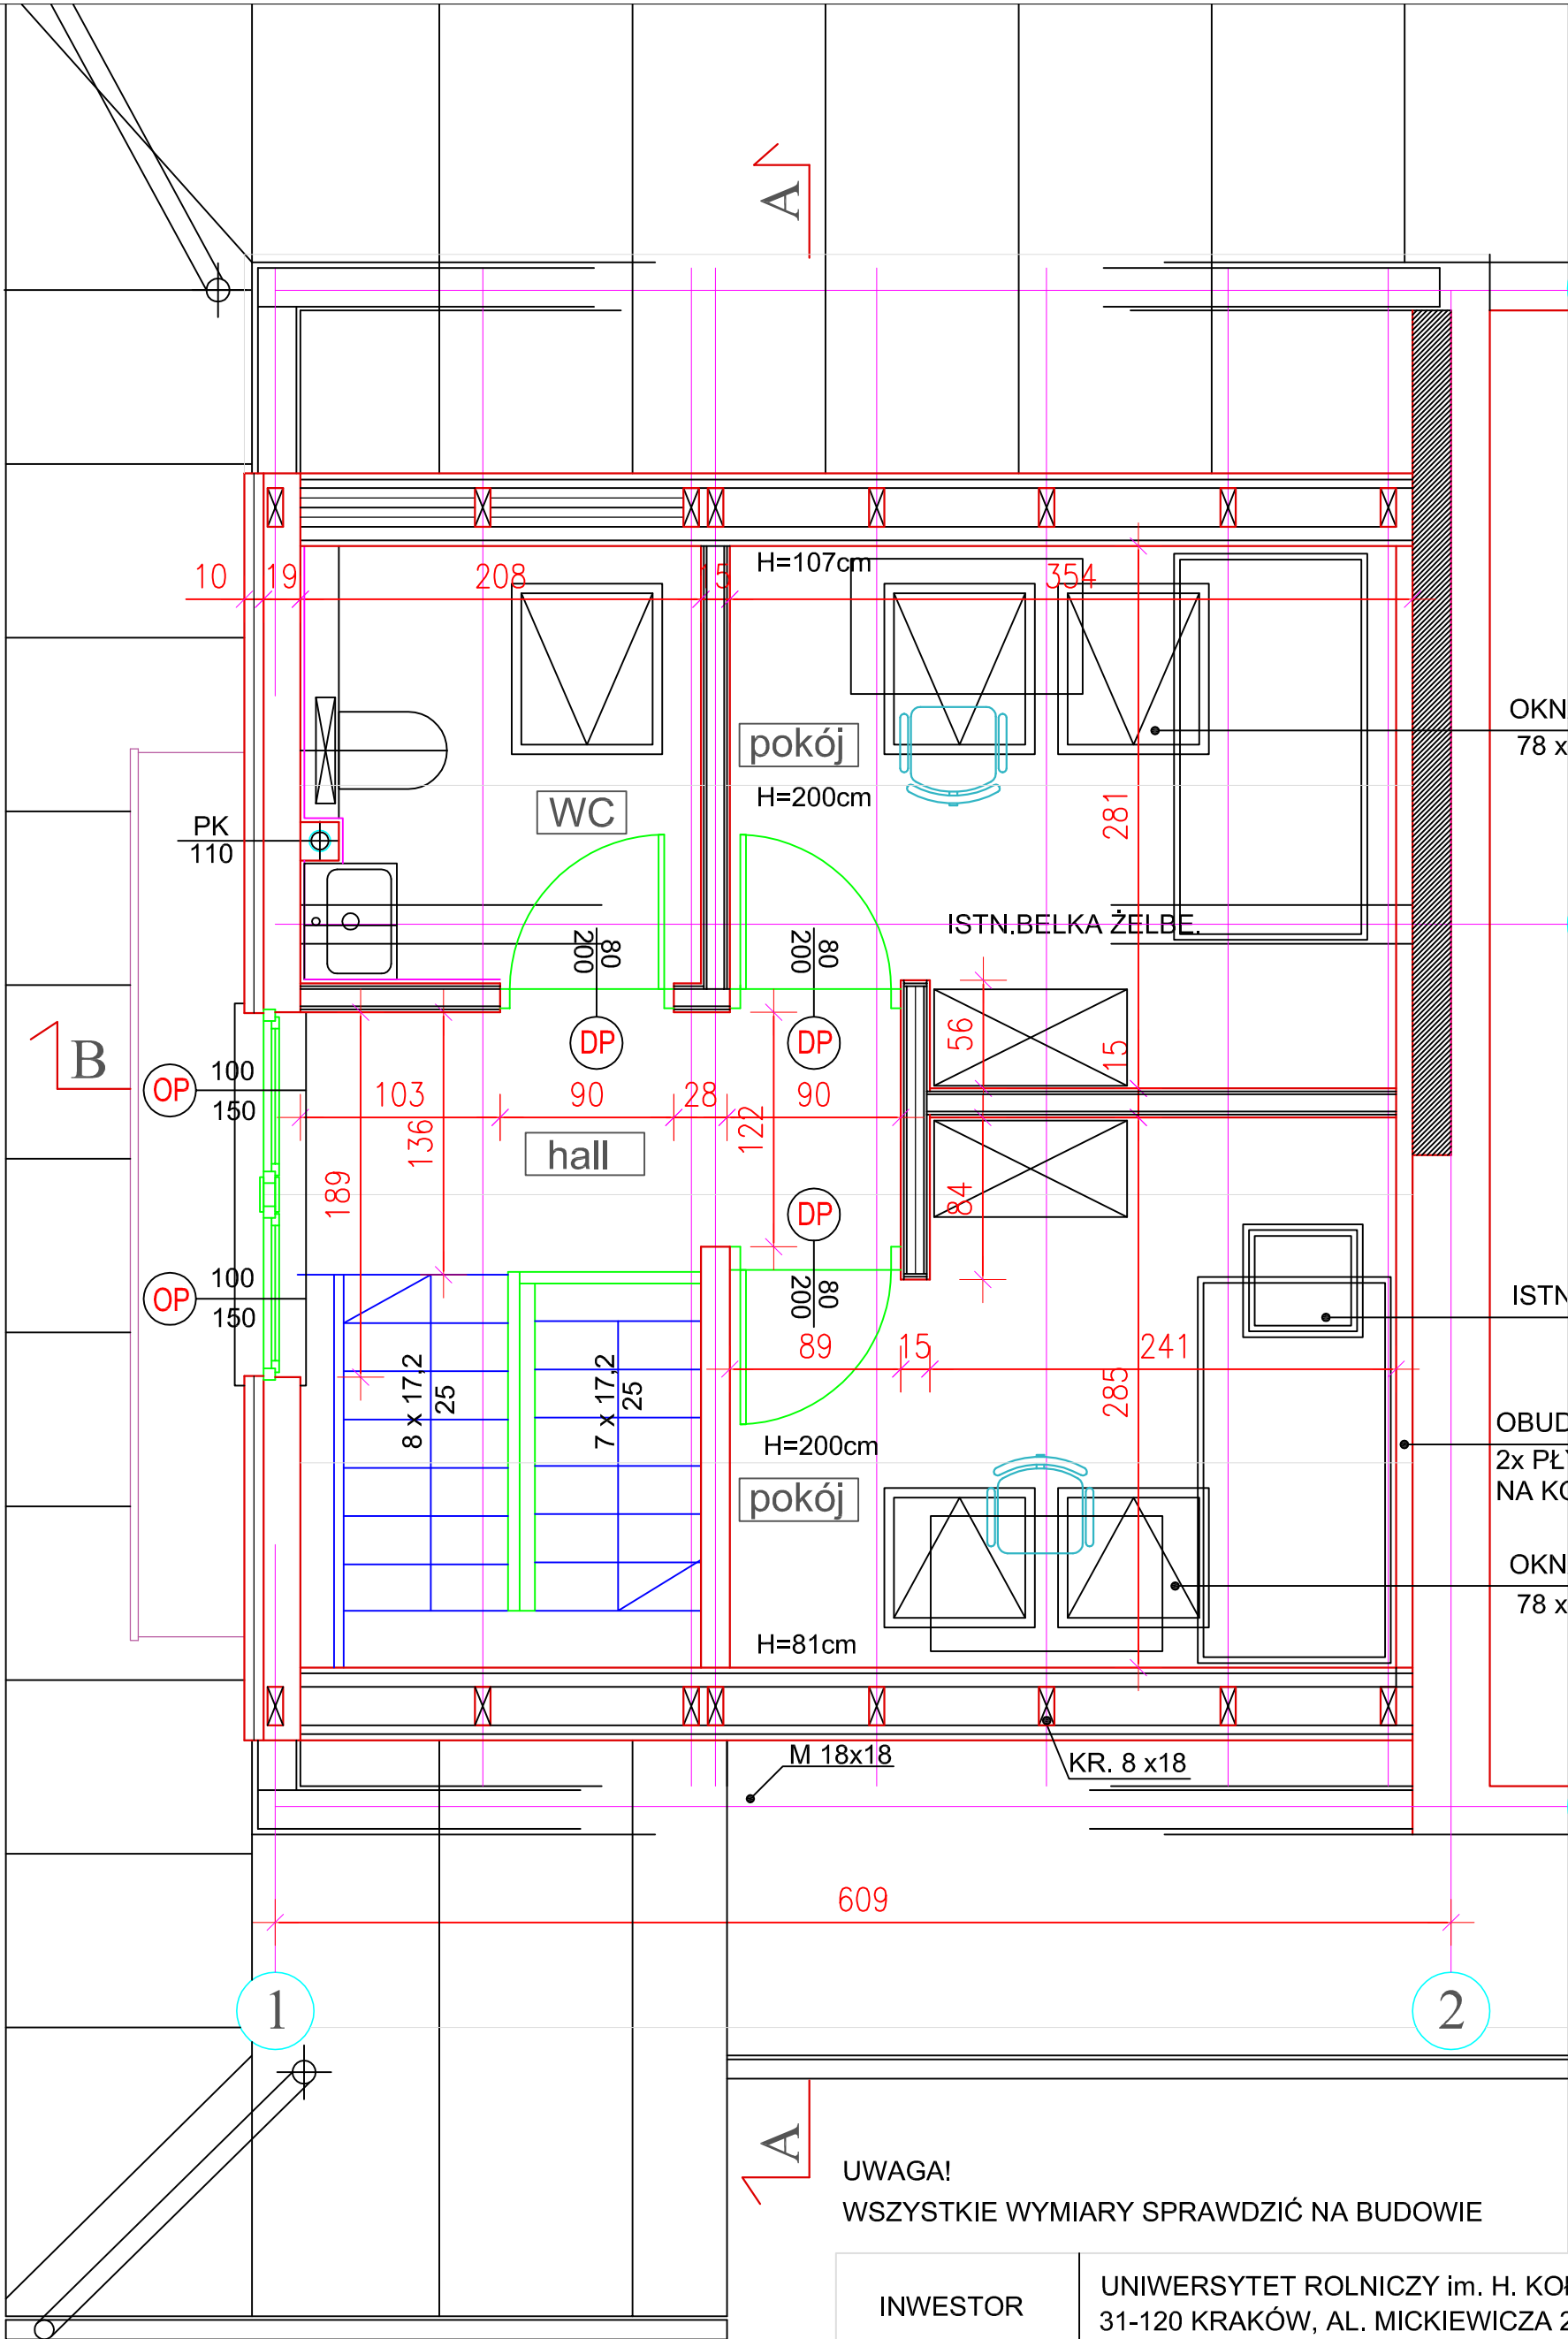 A
H=107cm
10
19
208
15
354
pokój
OKN
78 x
H=200cm
WC
281
PK
110
ISTN.BELKA ŻELBE.
80
200
80
200
B
DP
DP
56
15
OP
100
150
103
90
28
90
136
122
hall
189
84
DP
OP
100
150
80
200
ISTN
89
15
241
8 x 17,2
25
7 x 17,2
25
285
H=200cm
OBUD
2x PŁY
NA KO
pokój
OKN
78 x
H=81cm
M 18x18
KR. 8 x18
609
1
2
A
UWAGA!
WSZYSTKIE WYMIARY SPRAWDZIĆ NA BUDOWIE
INWESTOR
UNIWERSYTET ROLNICZY im. H. KOŁ
31-120 KRAKÓW, AL. MICKIEWICZA 2